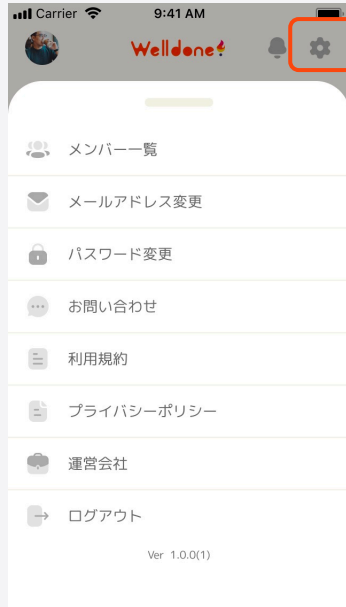 Carrier 9:41 AM
Welldone!
メンバー一覧
メールアドレス変更
パスワード変更
お問い合わせ
利用規約
プライバシーポリシー
運営会社
ログアウト
Ver 1.0.0(1)